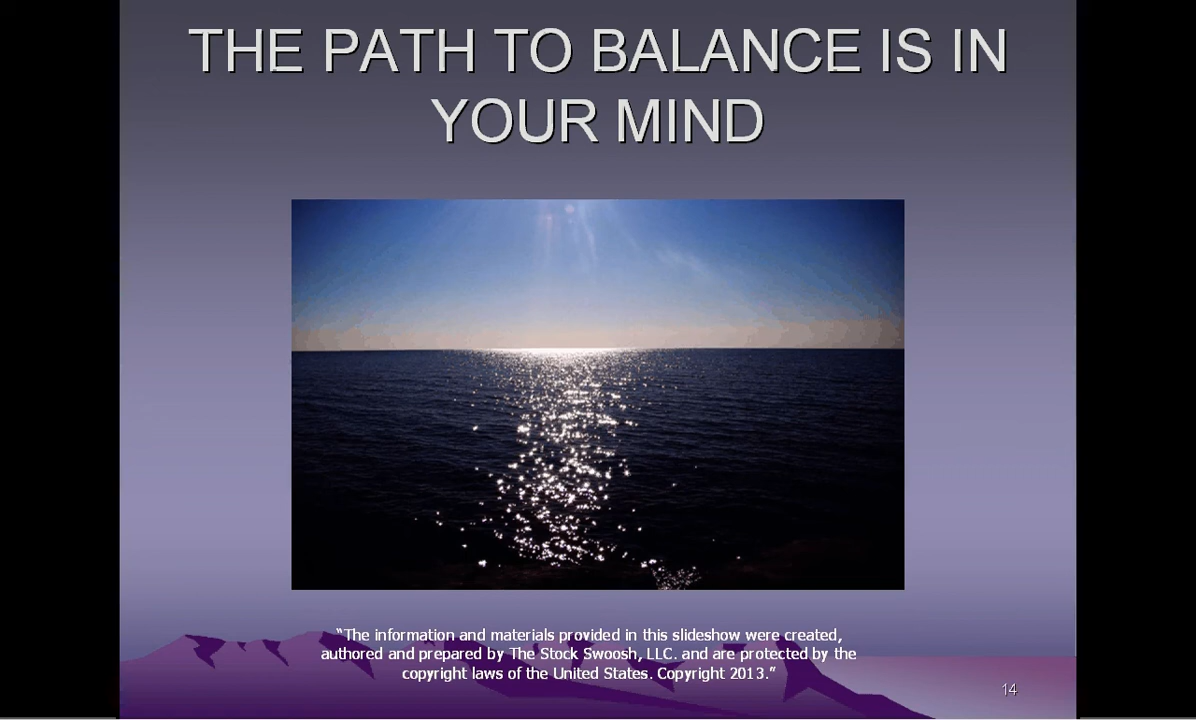 THE PATH TO BALANCE IS IN
YOUR MIND
“The information and materials provided in this slideshow were created,
authored and prepared by The Stock Swoosh, LLC. and are protected by the
copyright laws of the United States. Copyright 2013.”
14